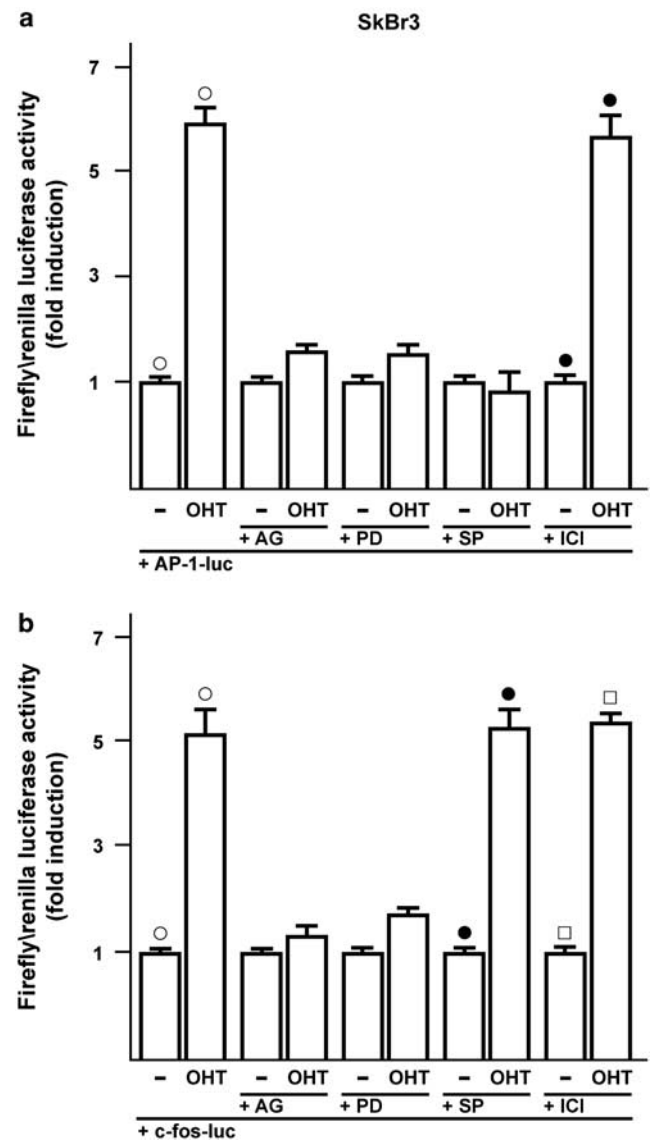 a
SkBr3
Firefly\renilla luciferase activity
(fold induction)
7
5
3
1
– OHT – OHT – OHT – OHT – OHT
+ AG + PD + SP + ICI
+ AP-1-luc
b
Firefly\renilla luciferase activity
(fold induction)
7
5
3
1
– OHT – OHT – OHT – OHT – OHT
+ AG + PD + SP + ICI
+ c-fos-luc